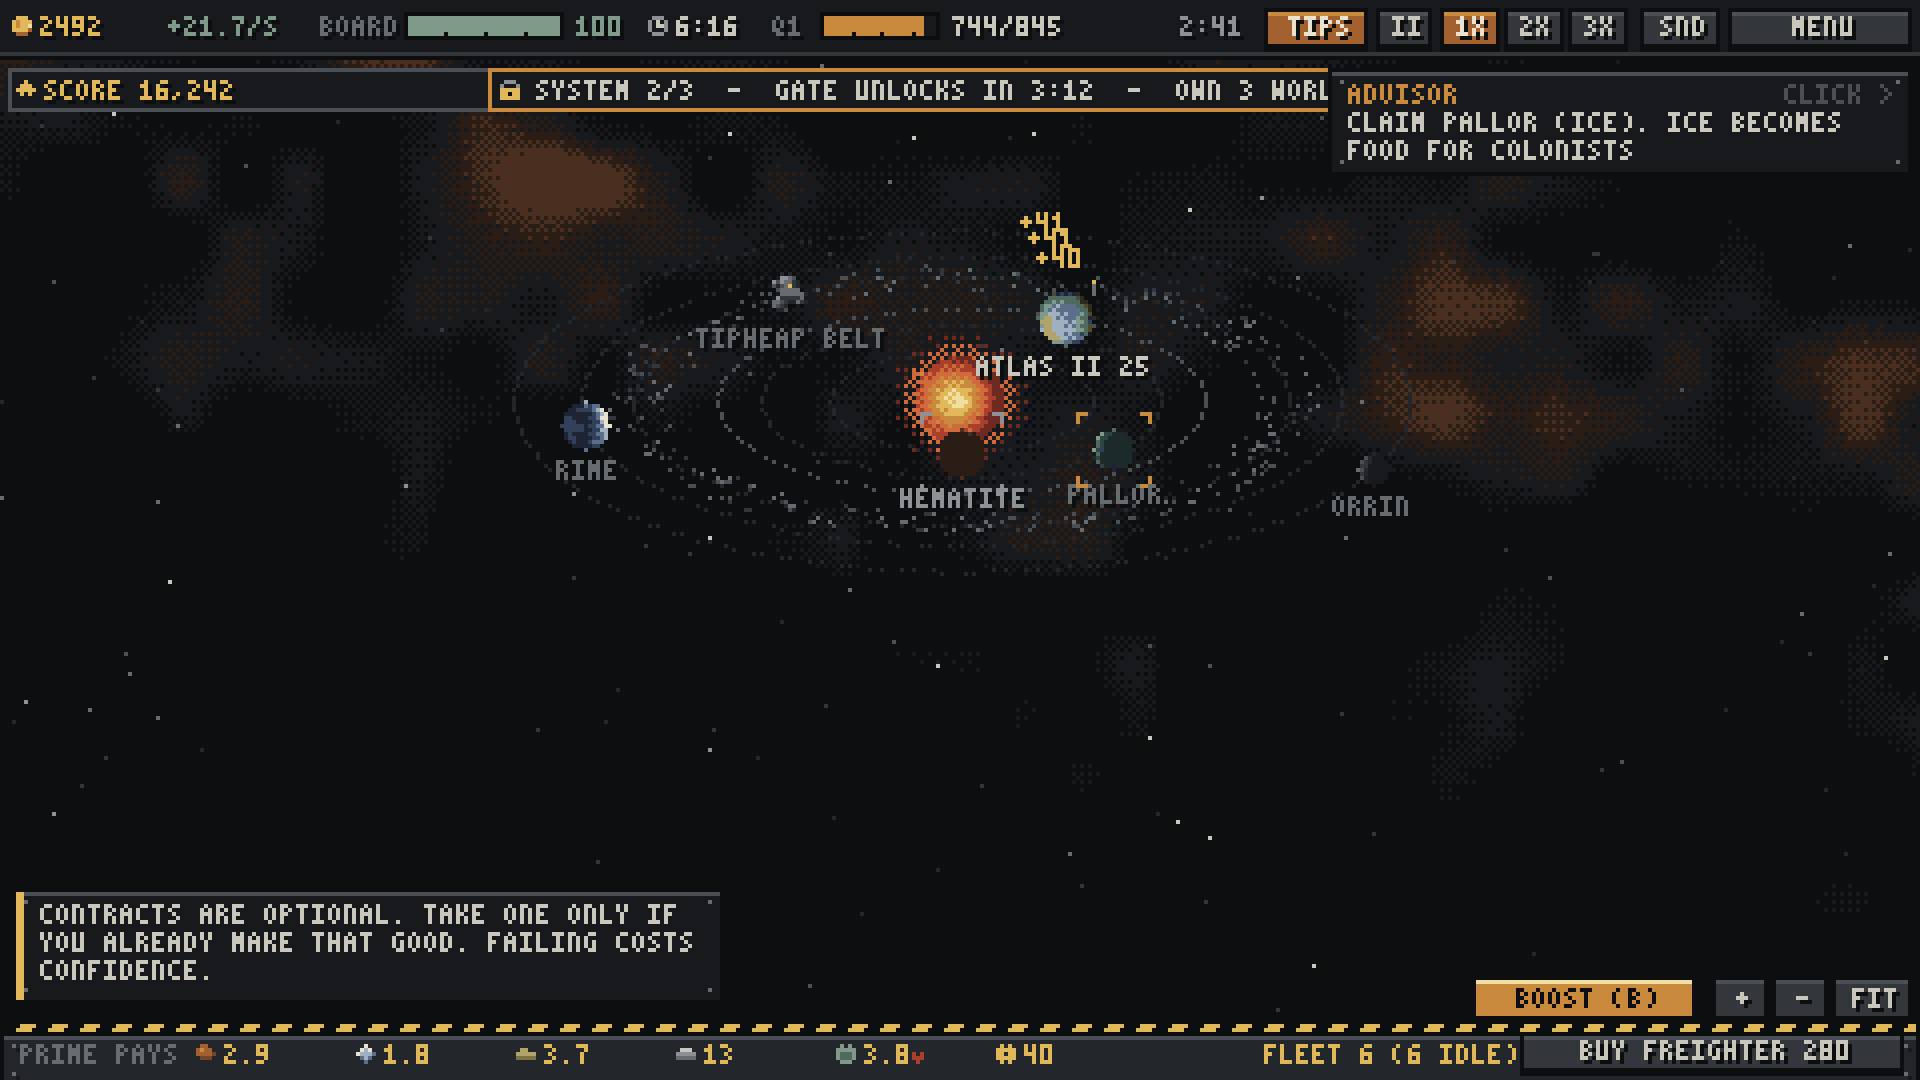 2492 +21.7/S BOARD 100 6:16 Q1 744/845 2:41 TIPS II 1X 2X 3X SND MENU
SCORE 16,242
SYSTEM 2/3 - GATE UNLOCKS IN 3:12 - OWN 3 WORL
ADVISOR CLICK >
CLAIM PALLOR (ICE). ICE BECOMES
FOOD FOR COLONISTS
+41
+40
+40
TIPHEAP BELT
ATLAS II 25
RIME
HEMATITE
PALLOR
ORRIN
CONTRACTS ARE OPTIONAL. TAKE ONE ONLY IF
YOU ALREADY MAKE THAT GOOD. FAILING COSTS
CONFIDENCE.
BOOST (B) + - FIT
PRIME PAYS 2.9 1.8 3.7 13 3.8 40 FLEET 6 (6 IDLE) BUY FREIGHTER 280